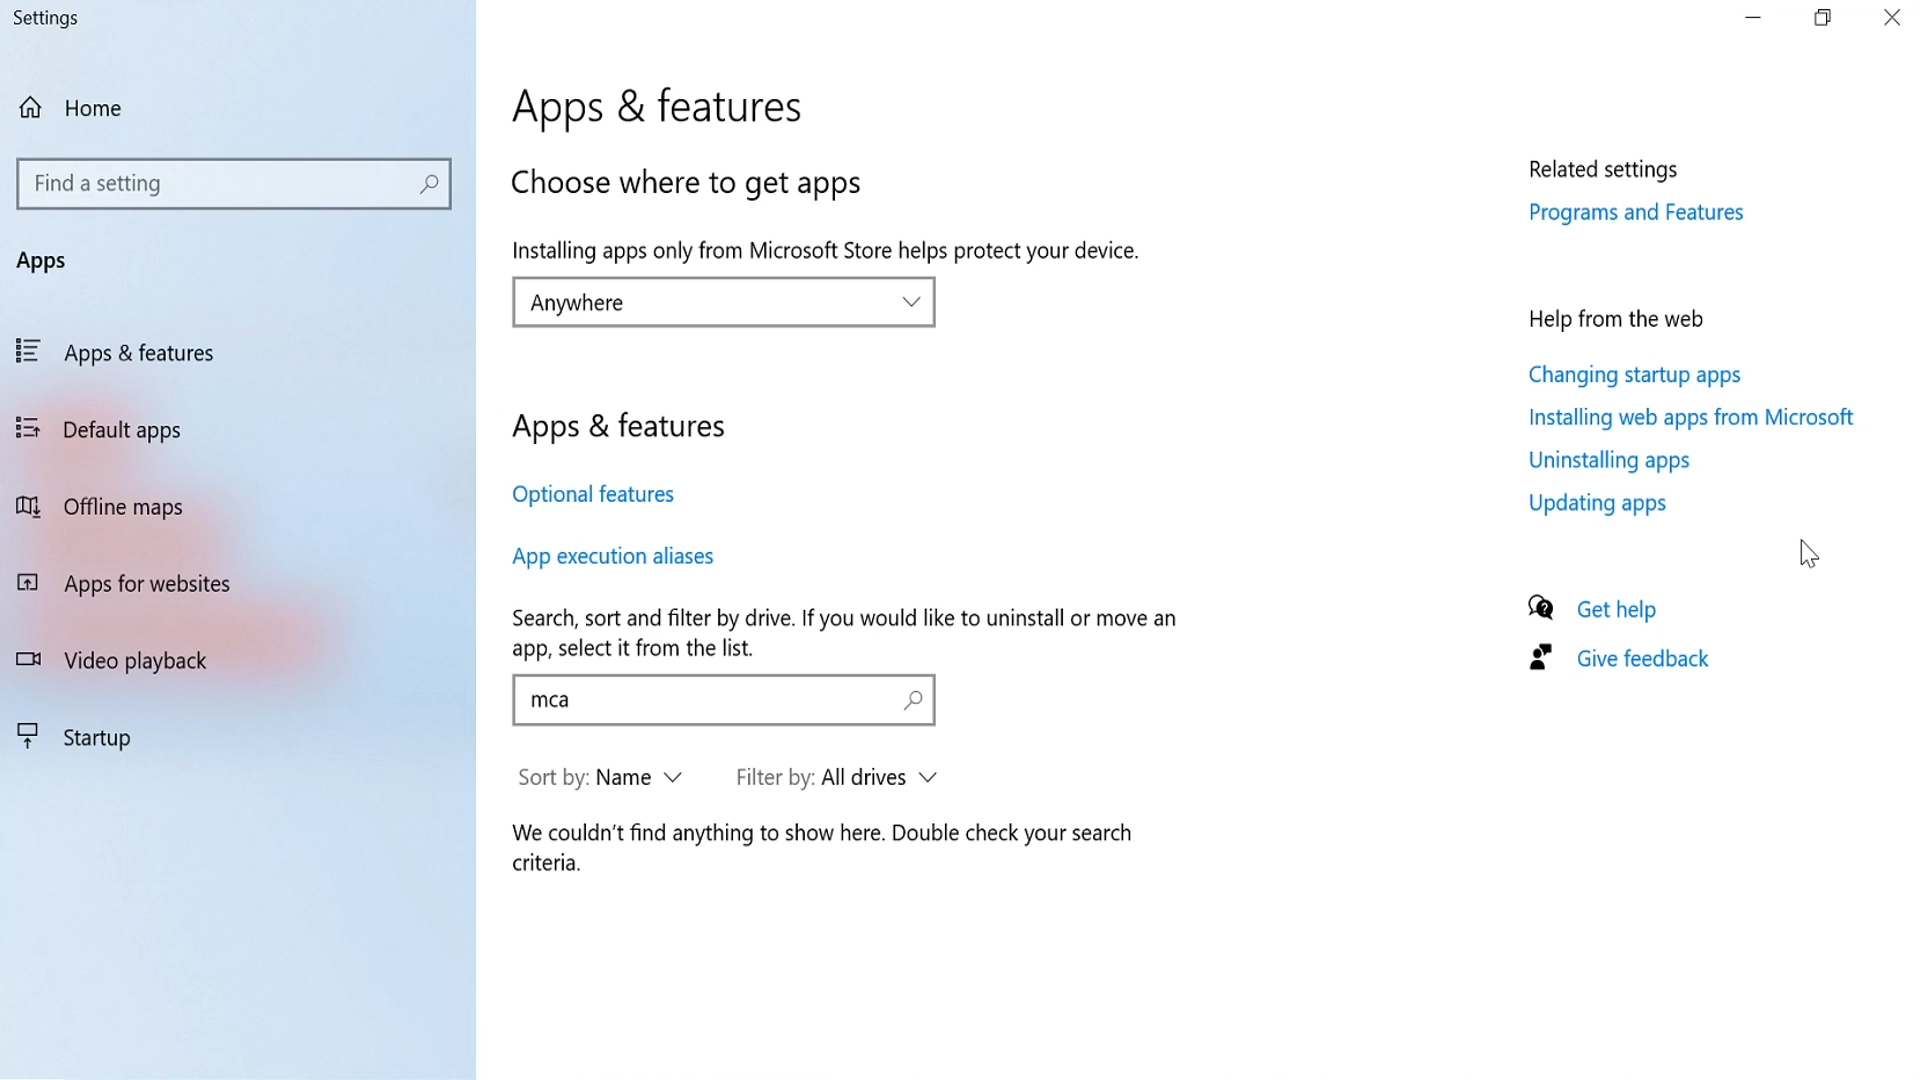 Settings
Home
Find a setting
Apps
Apps & features
Default apps
Offline maps
Apps for websites
Video playback
Startup
Apps & features
Choose where to get apps
Installing apps only from Microsoft Store helps protect your device.
Anywhere
Apps & features
Optional features
App execution aliases
Search, sort and filter by drive. If you would like to uninstall or move an
app, select it from the list.
mca
Sort by: Name
Filter by: All drives
We couldn't find anything to show here. Double check your search
criteria.
Related settings
Programs and Features
Help from the web
Changing startup apps
Installing web apps from Microsoft
Uninstalling apps
Updating apps
Get help
Give feedback